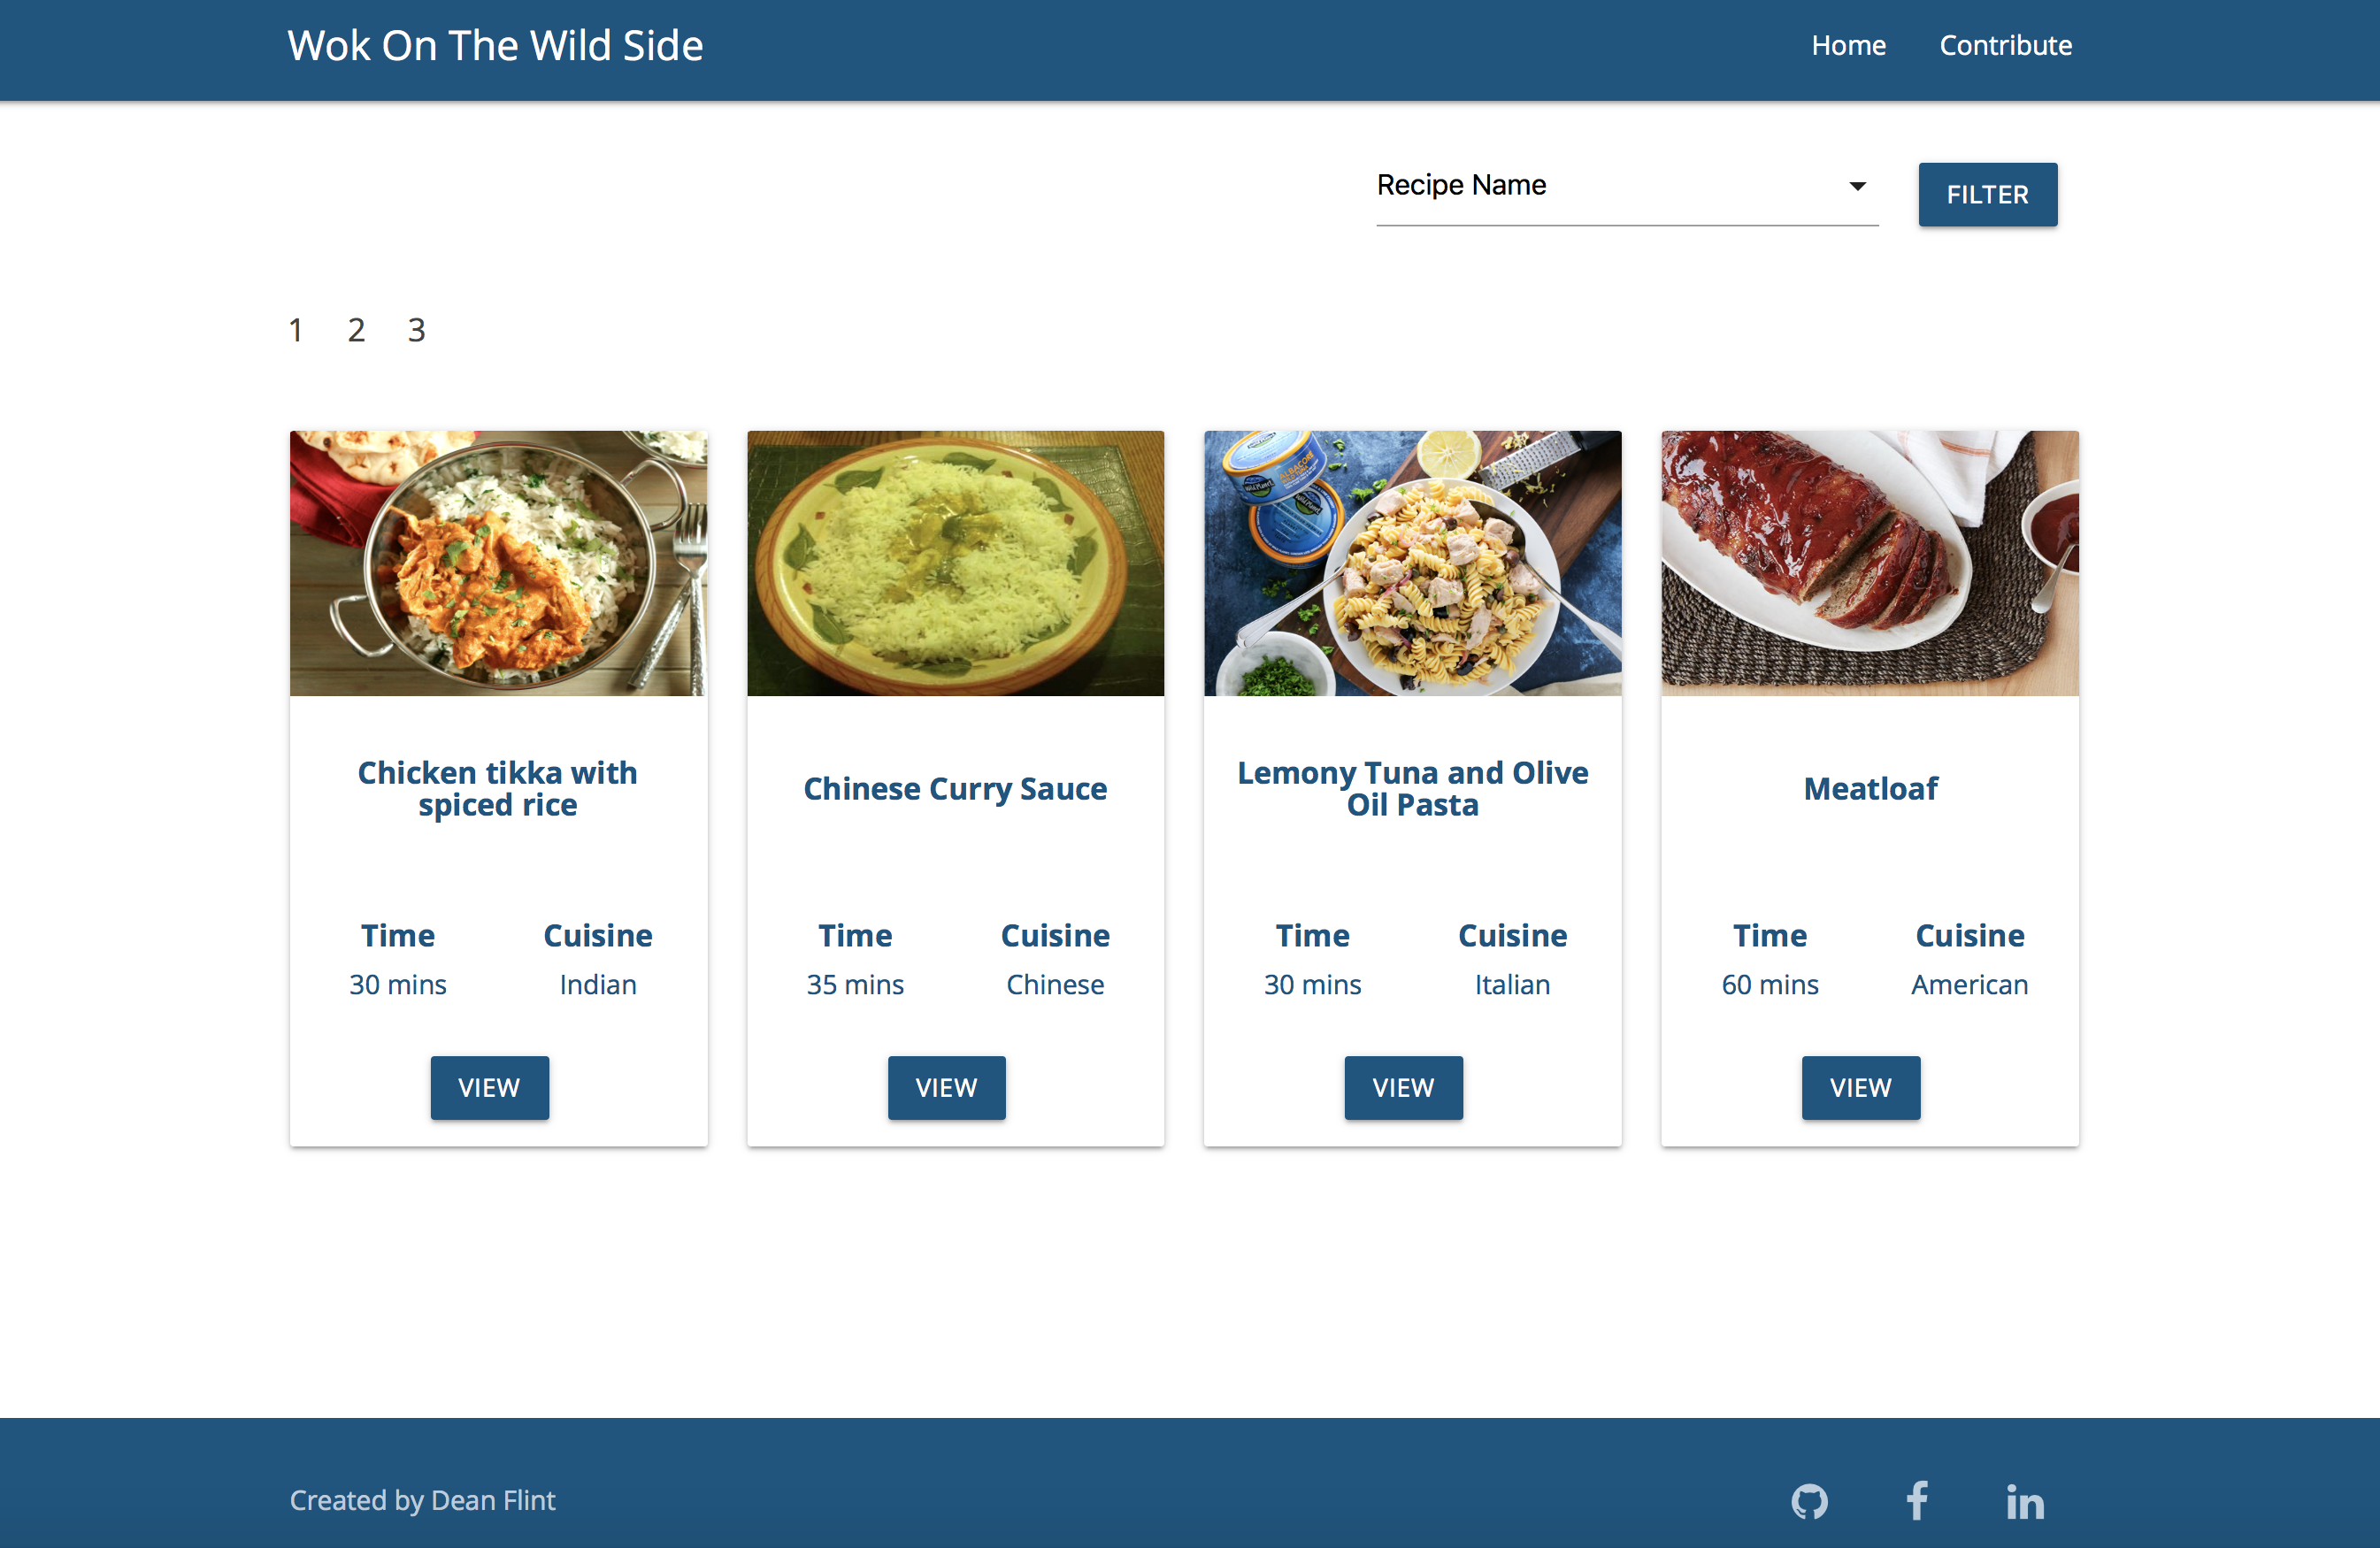 Wok On The Wild Side
Home
Contribute
Recipe Name
FILTER
1 2 3
ALBACORE
Chicken tikka with
spiced rice
Time
Cuisine
30 mins
Indian
VIEW
Chinese Curry Sauce
Time
Cuisine
35 mins
Chinese
VIEW
Lemony Tuna and Olive
Oil Pasta
Time
Cuisine
30 mins
Italian
VIEW
Meatloaf
Time
Cuisine
60 mins
American
VIEW
Created by Dean Flint